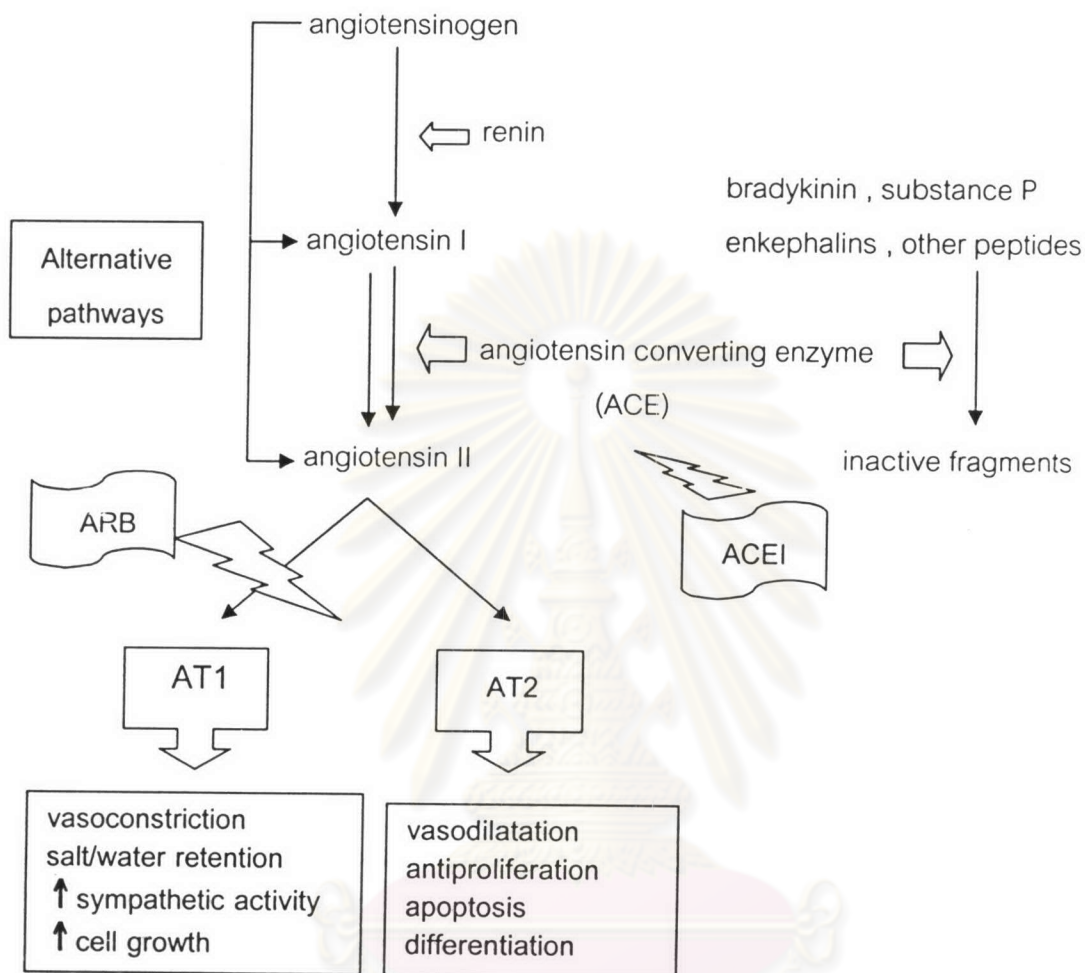 angiotensinogen
renin
bradykinin , substance P
enkephalins , other peptides
Alternative
pathways
angiotensin I
angiotensin converting enzyme
(ACE)
angiotensin II
inactive fragments
ARB
ACEI
AT1
AT2
vasoconstriction
salt/water retention
↑ sympathetic activity
↑ cell growth
vasodilatation
antiproliferation
apoptosis
differentiation